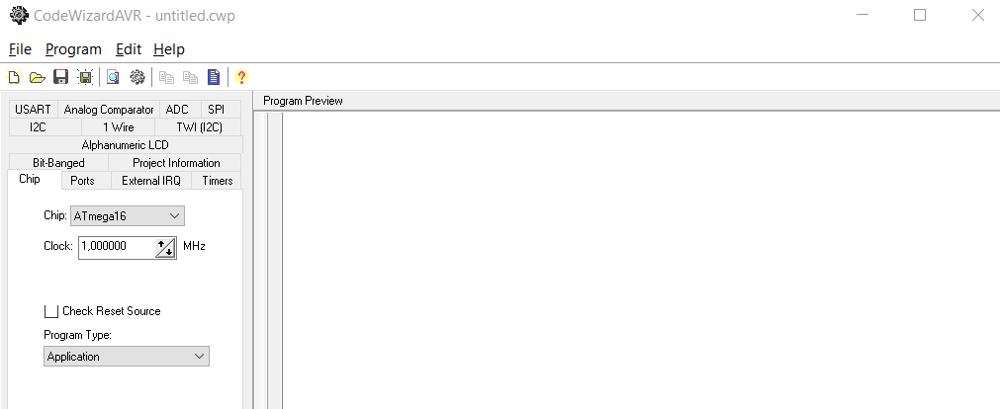 CodeWizardAVR - untitled.cwp
File Program Edit Help
?
Program Preview
USART Analog Comparator ADC SPI
I2C 1 Wire TWI (I2C)
Alphanumeric LCD
Bit-Banged Project Information
Chip Ports External IRQ Timers
Chip: ATmega16
Clock: 1,000000 MHz
Check Reset Source
Program Type:
Application